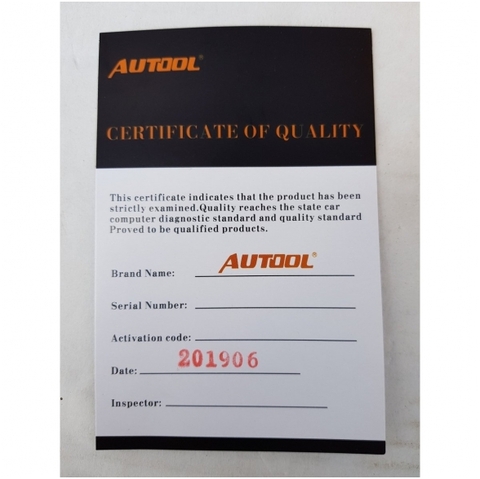 AUTOOL®
CERTIFICATE OF QUALITY
This certificate indicates that the product has been
strictly examined.Quality reaches the state car
computer diagnostic standard and quality standard
Proved to be qualified products.
Brand Name: AUTOOL®
Serial Number:
Activation code:
Date: 201906
Inspector: